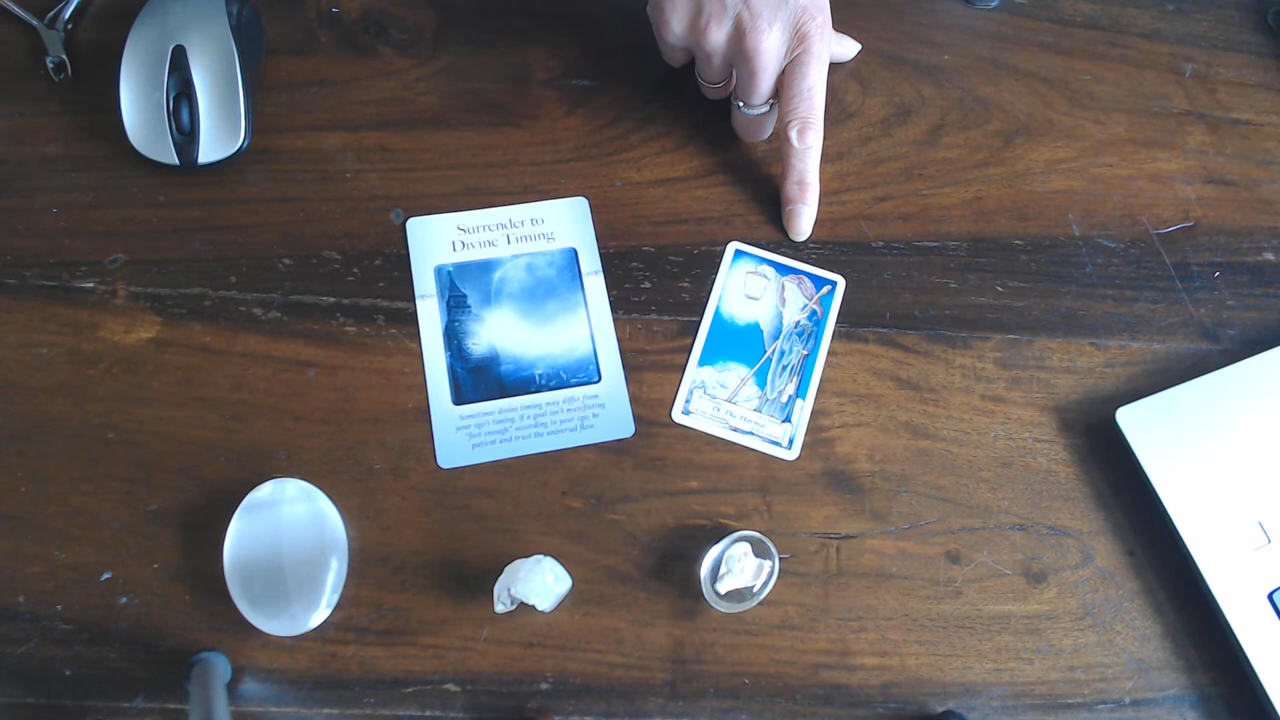 Surrender to
Divine Timing
Sometimes divine timing may differ from
your ego's timing. If a goal isn't manifesting
"fast enough" according to your ego, be
patient and trust the universal flow.
The Hermit